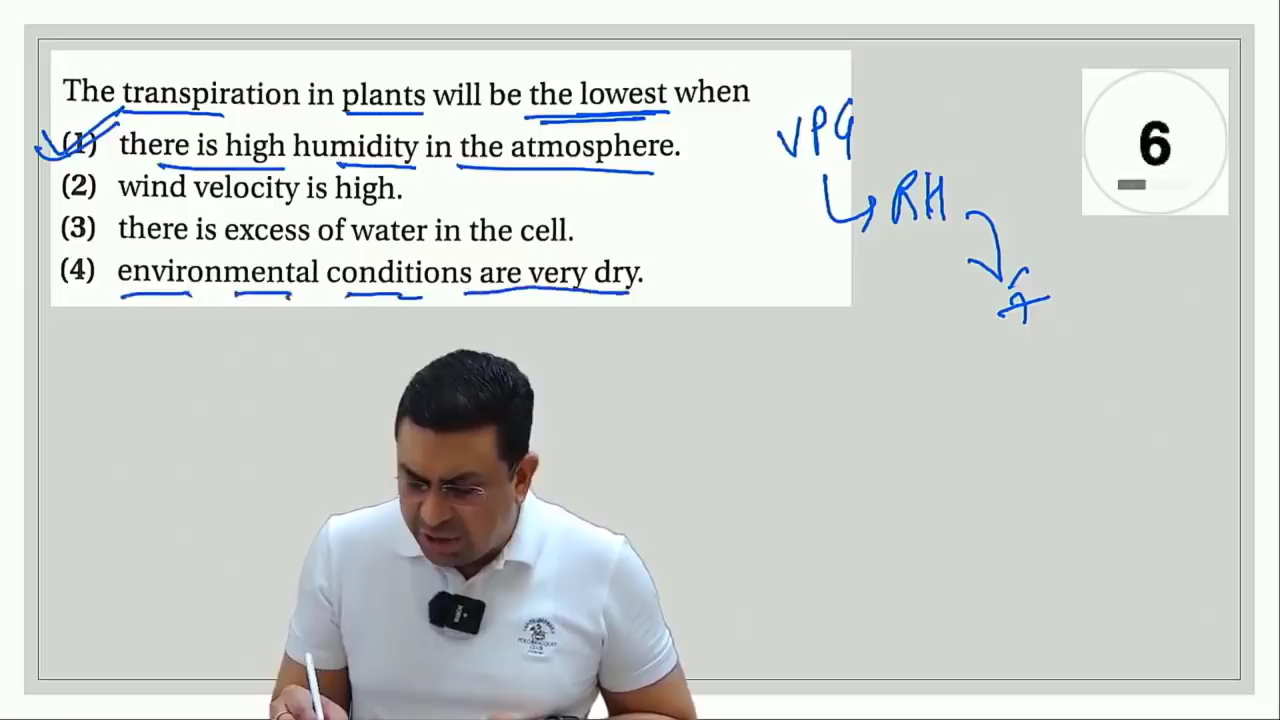 The transpiration in plants will be the lowest when
(1) there is high humidity in the atmosphere.
(2) wind velocity is high.
(3) there is excess of water in the cell.
(4) environmental conditions are very dry.
VPG
RH
6